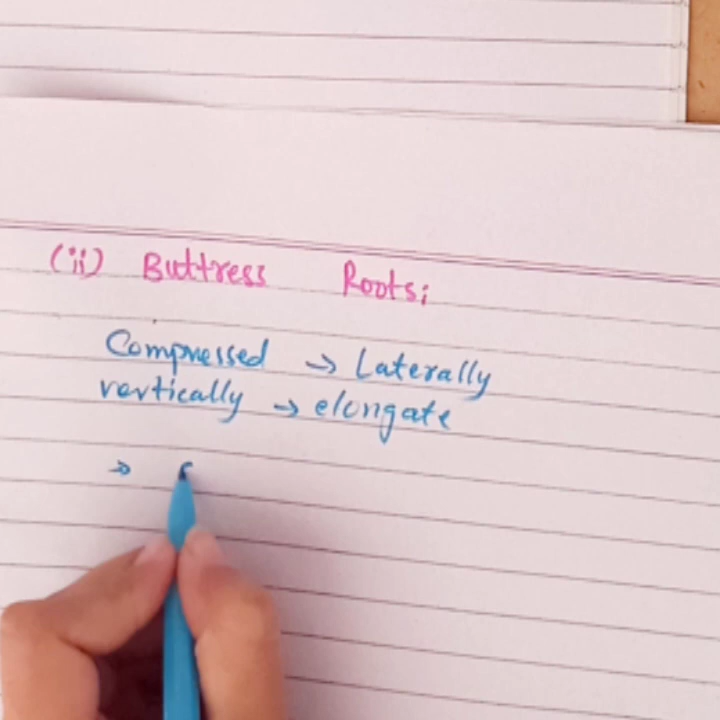 (ii) Buttress Roots;
Compressed → Laterally
vertically → elongate
→